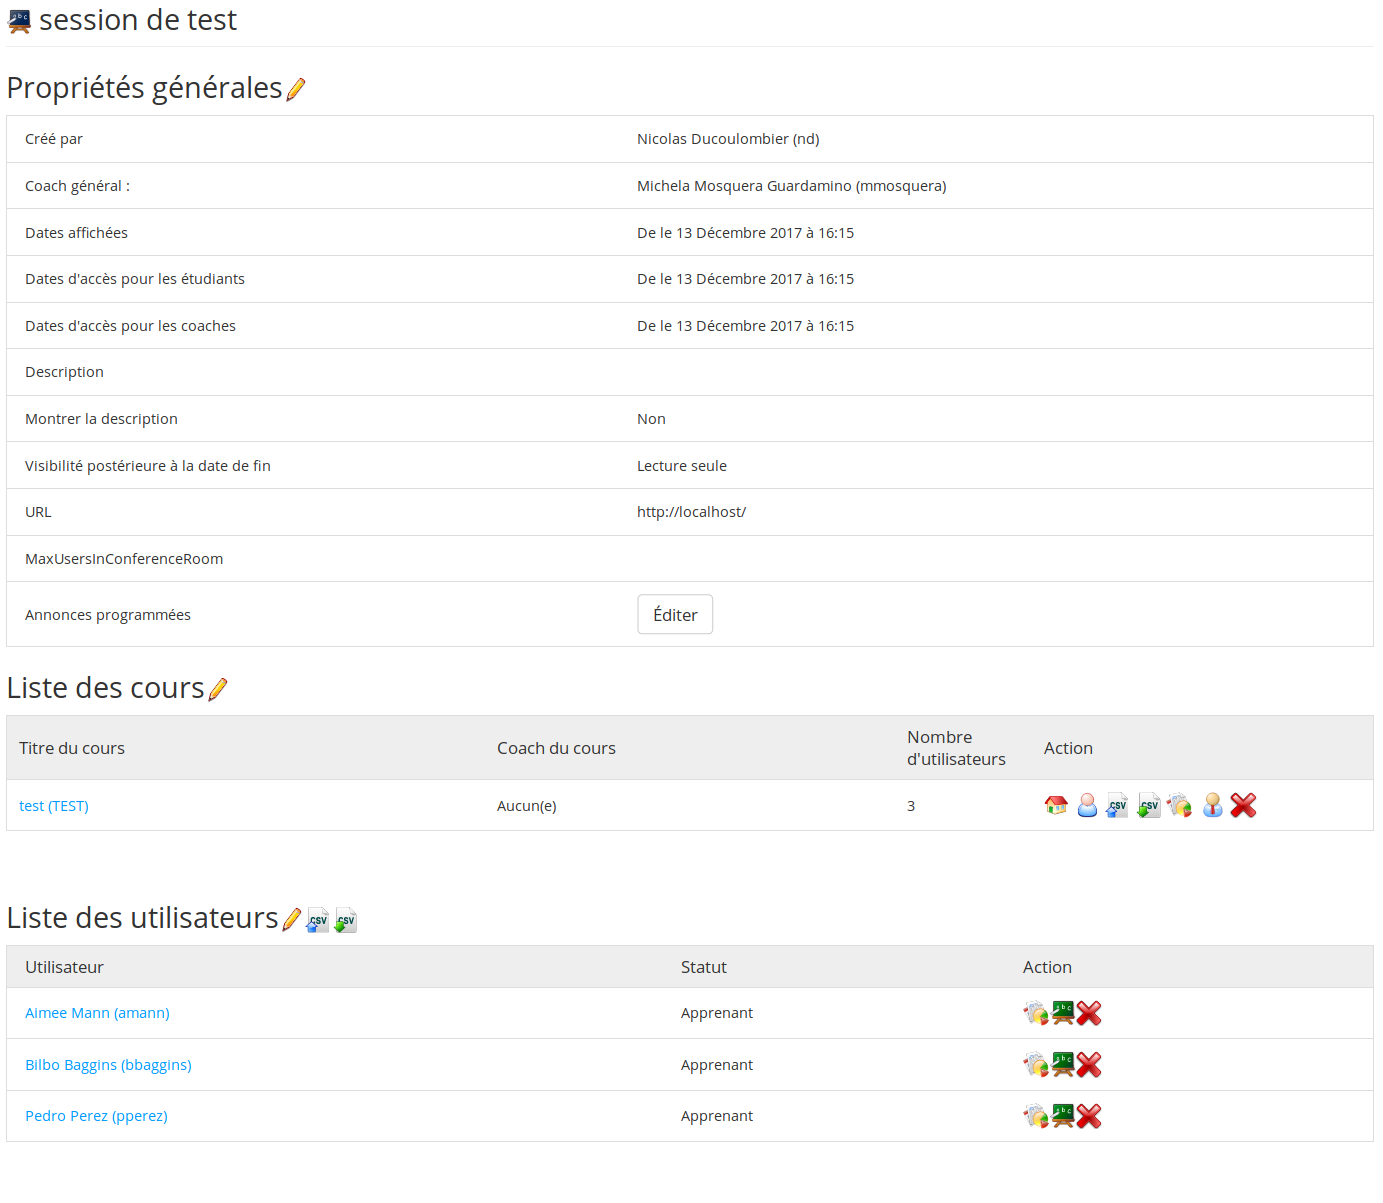 session de test
Propriétés générales
Créé par Nicolas Ducoulombier (nd)
Coach général : Michela Mosquera Guardamino (mmosquera)
Dates affichées De le 13 Décembre 2017 à 16:15
Dates d'accès pour les étudiants De le 13 Décembre 2017 à 16:15
Dates d'accès pour les coaches De le 13 Décembre 2017 à 16:15
Description
Montrer la description Non
Visibilité postérieure à la date de fin Lecture seule
URL http://localhost/
MaxUsersInConferenceRoom
Annonces programmées Éditer
Liste des cours
Titre du cours Coach du cours Nombre d'utilisateurs Action
test (TEST) Aucun(e) 3 CSV CSV
Liste des utilisateurs CSV CSV
Utilisateur Statut Action
Aimee Mann (amann) Apprenant abc
Bilbo Baggins (bbaggins) Apprenant abc
Pedro Perez (pperez) Apprenant abc